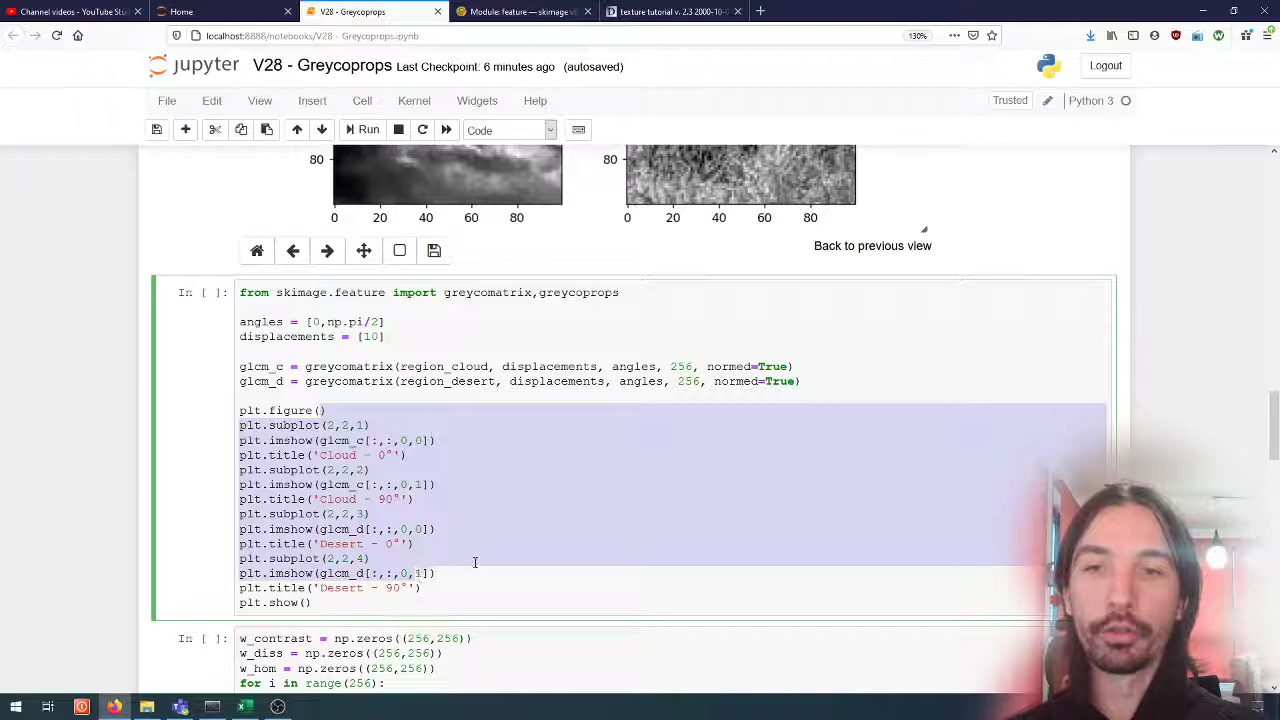 Channel videos - YouTube Stu
Home
V28 - Greycoprops
Module: feature — skimage v0
texture tutorial v. 2.3 2000-10-0
localhost:8888/notebooks/V28 - Greycoprops.ipynb
130%
jupyter
V28 - Greycoprops Last Checkpoint: 6 minutes ago (autosaved)
Logout
File Edit View Insert Cell Kernel Widgets Help
Trusted
Python 3
Run
Code
80
80
0 20 40 60 80
0 20 40 60 80
Back to previous view
In [ ]:
from skimage.feature import greycomatrix,greycoprops
angles = [0,np.pi/2]
displacements = [10]
glcm_c = greycomatrix(region_cloud, displacements, angles, 256, normed=True)
glcm_d = greycomatrix(region_desert, displacements, angles, 256, normed=True)
plt.figure()
plt.subplot(2,2,1)
plt.imshow(glcm_c[:,:,0,0])
plt.title('Cloud - 0°')
plt.subplot(2,2,2)
plt.imshow(glcm_c[:,:,0,1])
plt.title('Cloud - 90°')
plt.subplot(2,2,3)
plt.imshow(glcm_d[:,:,0,0])
plt.title('Desert - 0°')
plt.subplot(2,2,4)
plt.imshow(glcm_d[:,:,0,1])
plt.title('Desert - 90°')
plt.show()
In [ ]:
w_contrast = np.zeros((256,256))
w_diss = np.zeros((256,256))
w_hom = np.zeros((256,256))
for i in range(256):